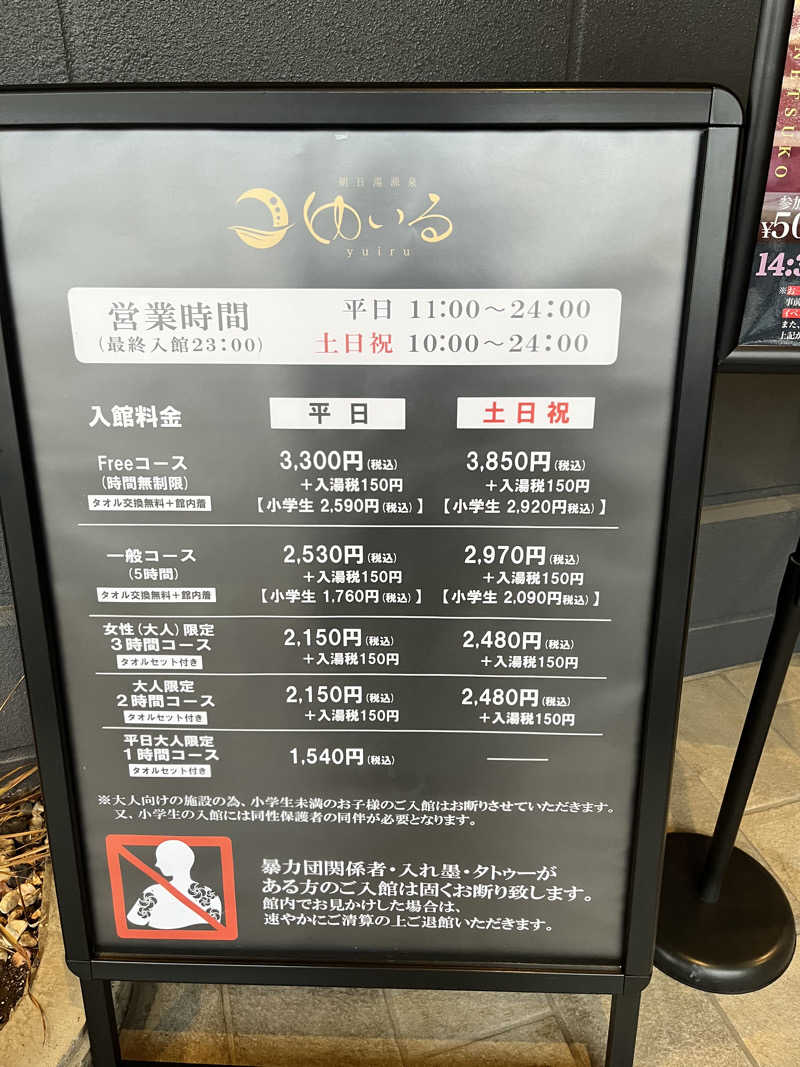 朝日湯源泉
ゆいる
yuiru
営業時間 平日 11:00〜24:00
(最終入館23:00) 土日祝 10:00〜24:00
入館料金 平日 土日祝
Freeコース 3,300円(税込) 3,850円(税込)
(時間無制限) +入湯税150円 +入湯税150円
タオル交換無料+館内着 【小学生 2,590円(税込)】 【小学生 2,920円(税込)】
一般コース 2,530円(税込) 2,970円(税込)
(5時間) +入湯税150円 +入湯税150円
タオル交換無料+館内着 【小学生 1,760円(税込)】 【小学生 2,090円(税込)】
女性(大人)限定 2,150円(税込) 2,480円(税込)
3時間コース +入湯税150円 +入湯税150円
タオルセット付き
大人限定 2,150円(税込) 2,480円(税込)
2時間コース +入湯税150円 +入湯税150円
タオルセット付き
平日大人限定
1時間コース 1,540円(税込) ——
タオルセット付き
※大人向けの施設の為、小学生未満のお子様のご入館はお断りさせていただきます。
又、小学生の入館には同性保護者の同伴が必要となります。
暴力団関係者・入れ墨・タトゥーが
ある方のご入館は固くお断り致します。
館内でお見かけした場合は、
速やかにご清算の上ご退館いただきます。
NETSUKO
参加
¥50
14:3
※お
事前
イベ
また、
上記か